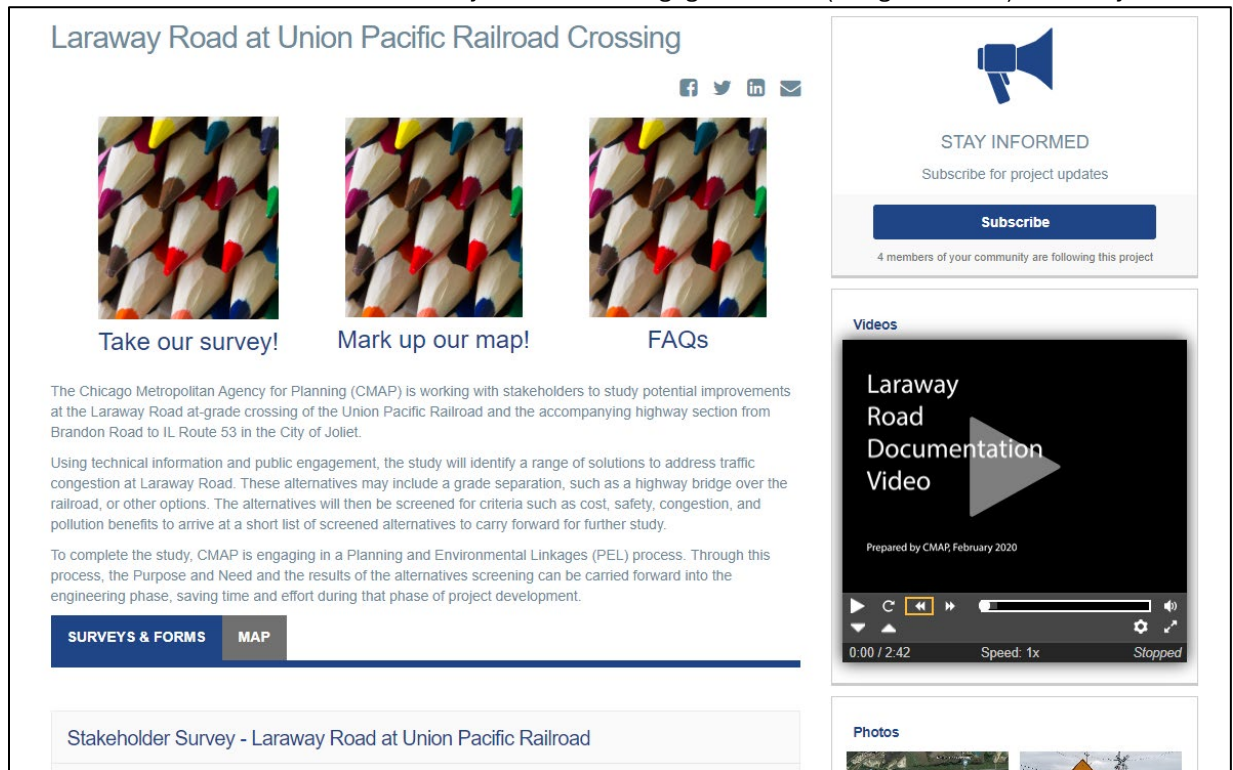 Laraway Road at Union Pacific Railroad Crossing
Take our survey!
Mark up our map!
FAQs
The Chicago Metropolitan Agency for Planning (CMAP) is working with stakeholders to study potential improvements
at the Laraway Road at-grade crossing of the Union Pacific Railroad and the accompanying highway section from
Brandon Road to IL Route 53 in the City of Joliet.
Using technical information and public engagement, the study will identify a range of solutions to address traffic
congestion at Laraway Road. These alternatives may include a grade separation, such as a highway bridge over the
railroad, or other options. The alternatives will then be screened for criteria such as cost, safety, congestion, and
pollution benefits to arrive at a short list of screened alternatives to carry forward for further study.
To complete the study, CMAP is engaging in a Planning and Environmental Linkages (PEL) process. Through this
process, the Purpose and Need and the results of the alternatives screening can be carried forward into the
engineering phase, saving time and effort during that phase of project development.
SURVEYS & FORMS
MAP
Stakeholder Survey - Laraway Road at Union Pacific Railroad
STAY INFORMED
Subscribe for project updates
Subscribe
4 members of your community are following this project
Videos
Laraway
Road
Documentation
Video
Prepared by CMAP, February 2020
0:00 / 2:42
Speed: 1x
Stopped
Photos